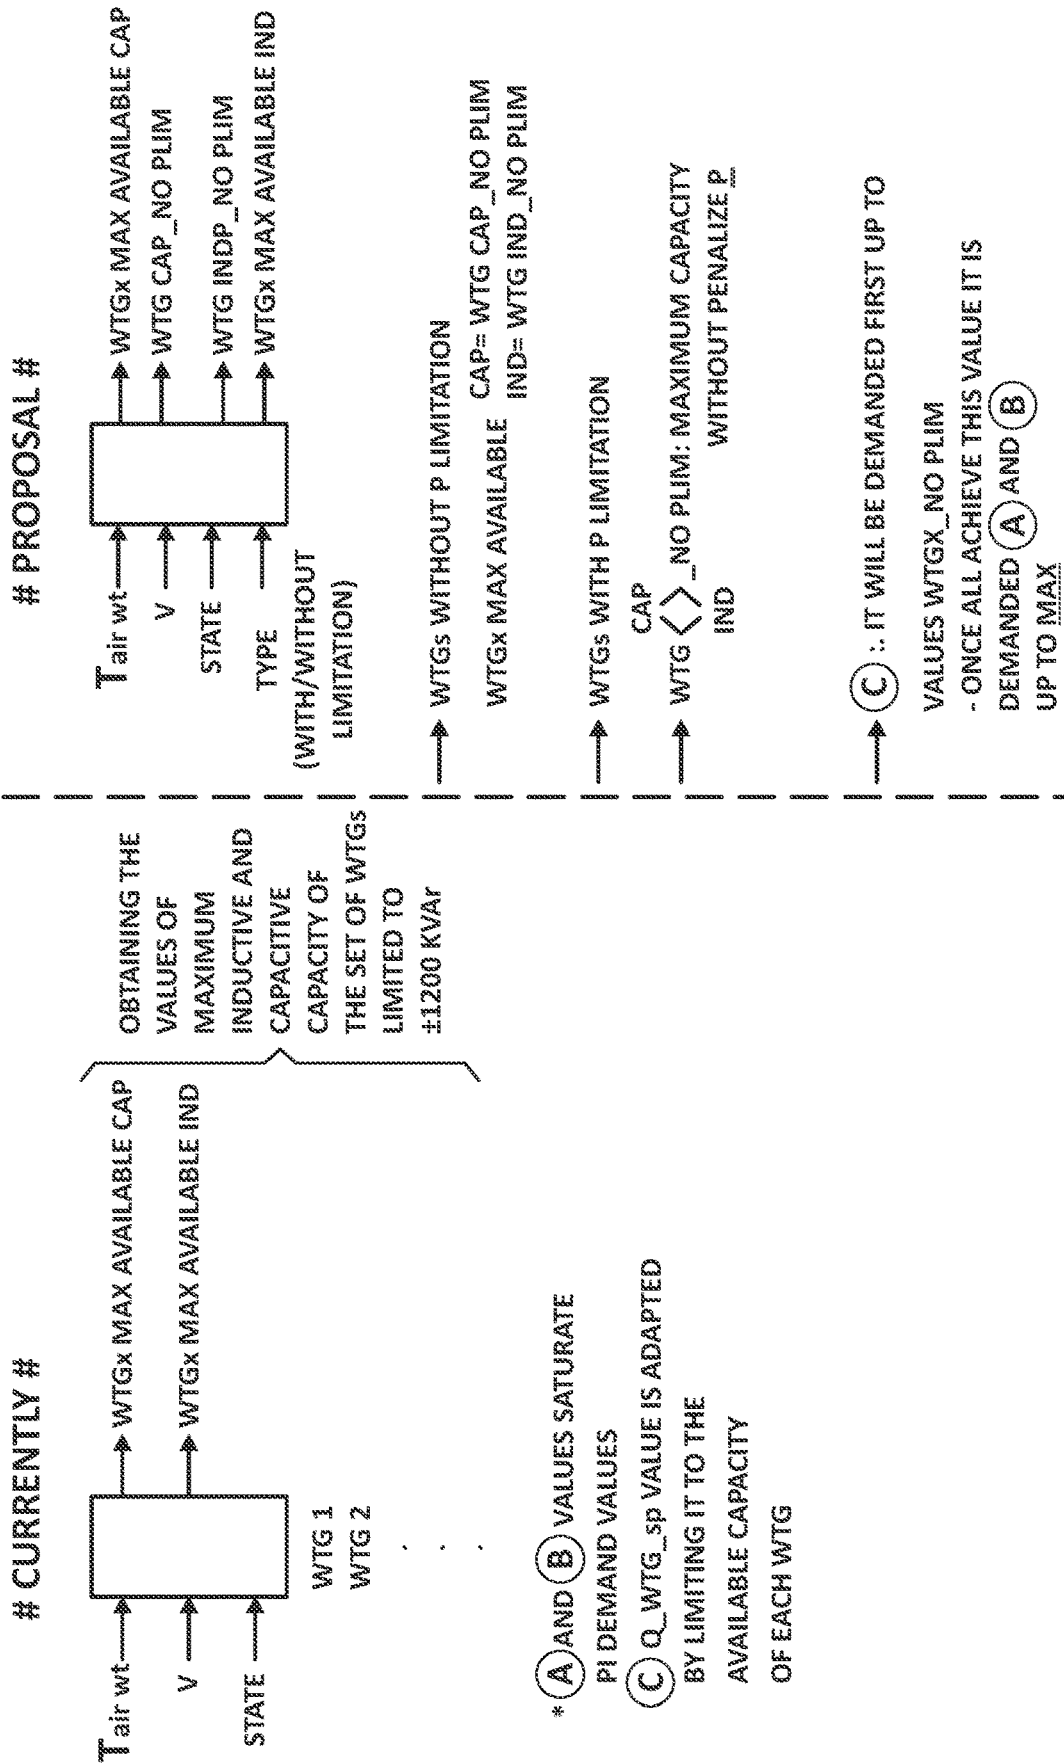 # CURRENTLY #
Tair wt
V
STATE
WTGx MAX AVAILABLE CAP
WTGx MAX AVAILABLE IND
WTG 1
WTG 2
.
.
.
OBTAINING THE
VALUES OF
MAXIMUM
INDUCTIVE AND
CAPACITIVE
CAPACITY OF
THE SET OF WTGs
LIMITED TO
±1200 KVAr
* A AND B VALUES SATURATE
PI DEMAND VALUES
C Q_WTG_sp VALUE IS ADAPTED
BY LIMITING IT TO THE
AVAILABLE CAPACITY
OF EACH WTG
# PROPOSAL #
Tair wt
V
STATE
TYPE
(WITH/WITHOUT
LIMITATION)
WTGx MAX AVAILABLE CAP
WTG CAP_NO PLIM
WTG INDP_NO PLIM
WTGx MAX AVAILABLE IND
WTGs WITHOUT P LIMITATION
WTGx MAX AVAILABLE
CAP= WTG CAP_NO PLIM
IND= WTG IND_NO PLIM
WTGs WITH P LIMITATION
CAP
WTG <>_NO PLIM: MAXIMUM CAPACITY
IND
WITHOUT PENALIZE P
C :. IT WILL BE DEMANDED FIRST UP TO
VALUES WTGX_NO PLIM
- ONCE ALL ACHIEVE THIS VALUE IT IS
DEMANDED A AND B
UP TO MAX